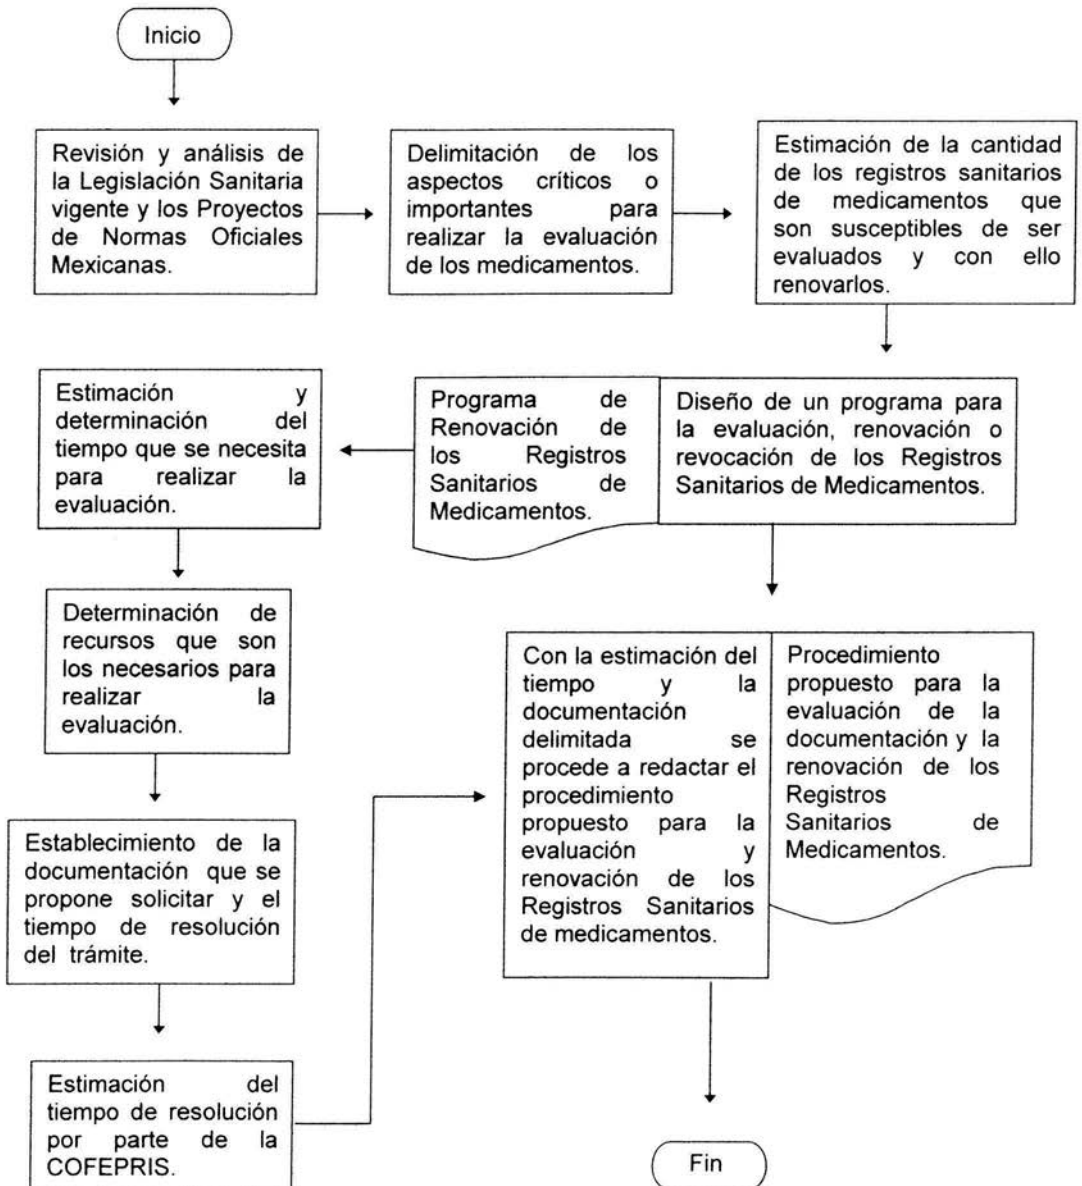 Inicio
Revisión y análisis de
la Legislación Sanitaria
vigente y los Proyectos
de Normas Oficiales
Mexicanas.
Delimitación de los
aspectos críticos o
importantes para
realizar la evaluación
de los medicamentos.
Estimación de la cantidad
de los registros sanitarios
de medicamentos que
son susceptibles de ser
evaluados y con ello
renovarlos.
Diseño de un programa para
la evaluación, renovación o
revocación de los Registros
Sanitarios de Medicamentos.
Programa de
Renovación de
los Registros
Sanitarios de
Medicamentos.
Estimación y
determinación del
tiempo que se necesita
para realizar la
evaluación.
Determinación de
recursos que son
los necesarios para
realizar la
evaluación.
Establecimiento de la
documentación que se
propone solicitar y el
tiempo de resolución
del trámite.
Estimación del
tiempo de resolución
por parte de la
COFEPRIS.
Con la estimación del
tiempo y la
documentación
delimitada se
procede a redactar el
procedimiento
propuesto para la
evaluación y
renovación de los
Registros Sanitarios
de medicamentos.
Procedimiento
propuesto para la
evaluación de la
documentación y la
renovación de los
Registros
Sanitarios de
Medicamentos.
Fin